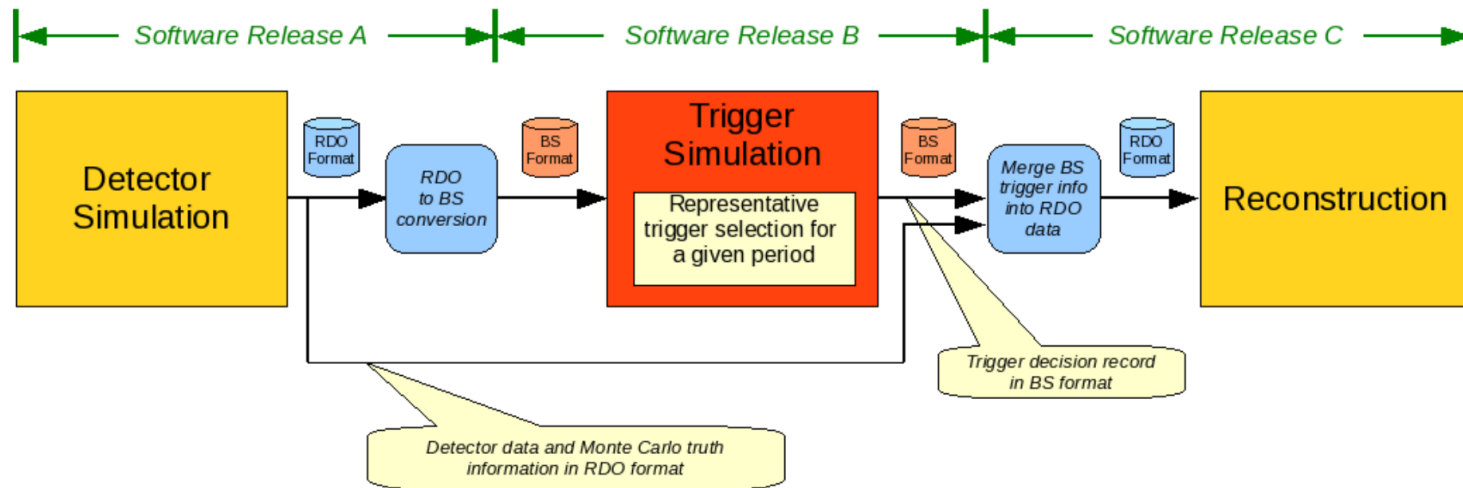 Software Release A
Software Release B
Software Release C
Detector
Simulation
RDO
Format
RDO
to BS
conversion
BS
Format
Trigger
Simulation
Representative
trigger selection for
a given period
BS
Format
Merge BS
trigger info
into RDO
data
RDO
Format
Reconstruction
Trigger decision record
in BS format
Detector data and Monte Carlo truth
information in RDO format